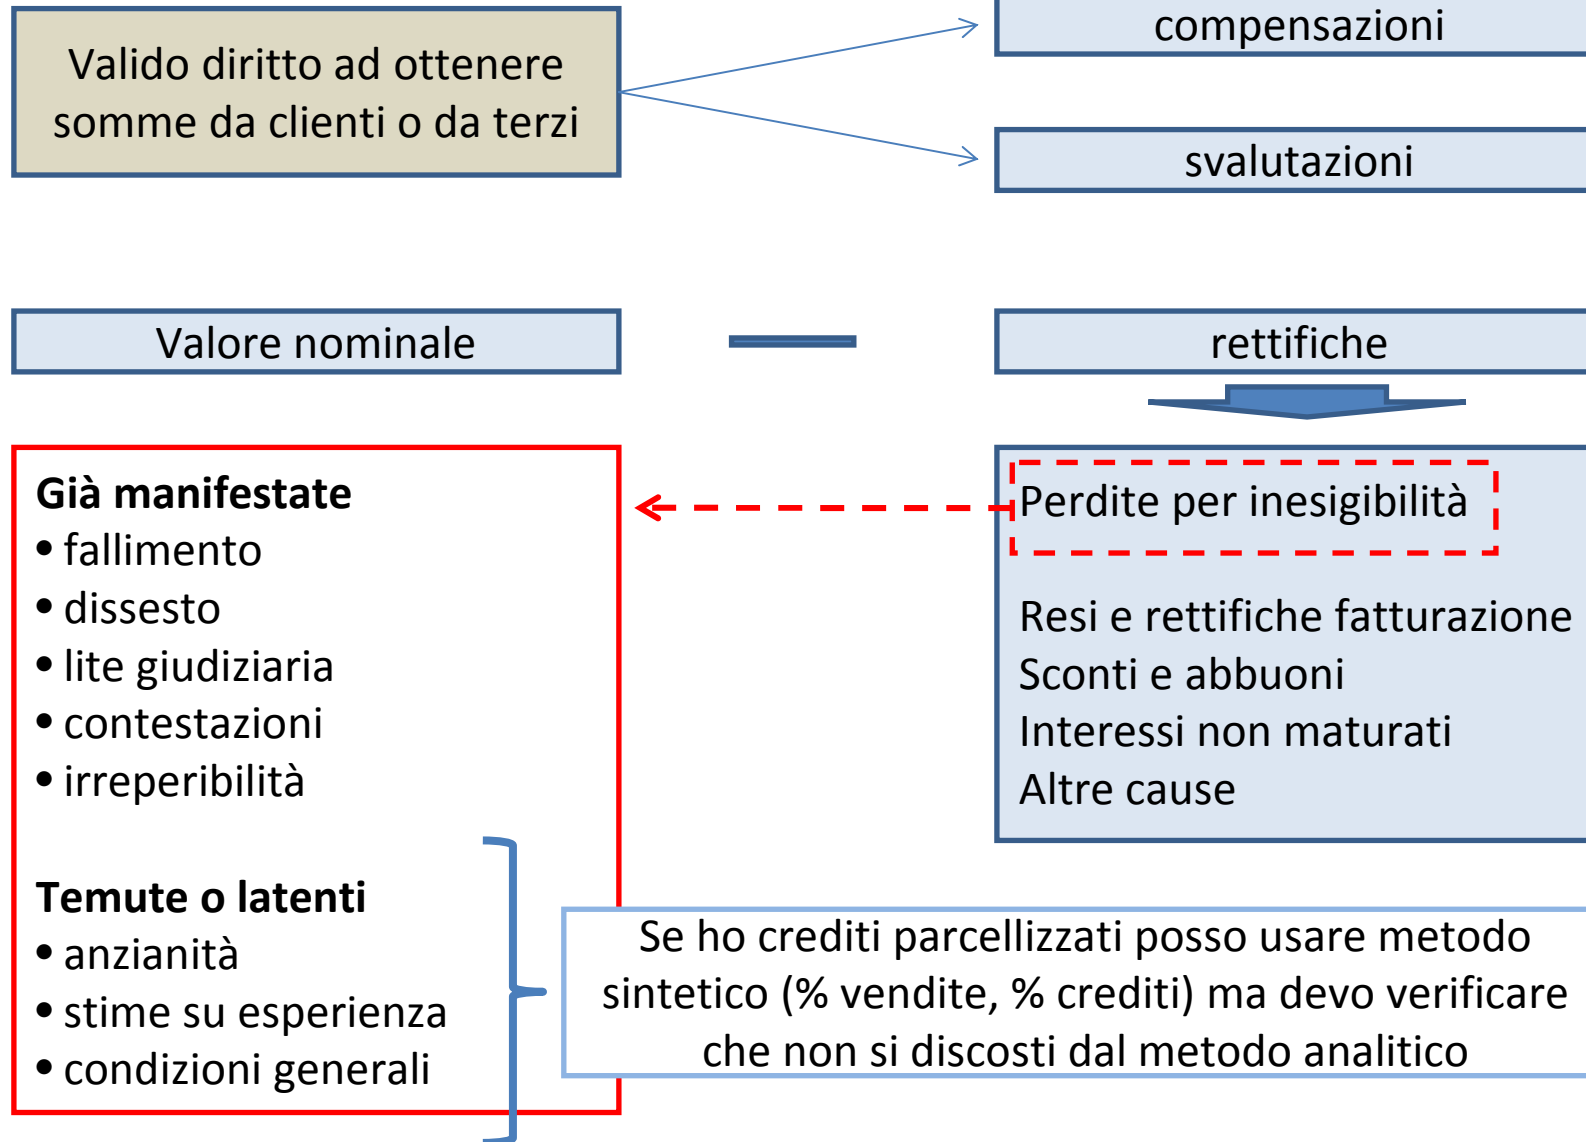 Valido diritto ad ottenere
somme da clienti o da terzi
compensazioni
svalutazioni
Valore nominale
rettifiche
Già manifestate
• fallimento
• dissesto
• lite giudiziaria
• contestazioni
• irreperibilità
Temute o latenti
• anzianità
• stime su esperienza
• condizioni generali
Perdite per inesigibilità
Resi e rettifiche fatturazione
Sconti e abbuoni
Interessi non maturati
Altre cause
Se ho crediti parcellizzati posso usare metodo
sintetico (% vendite, % crediti) ma devo verificare
che non si discosti dal metodo analitico